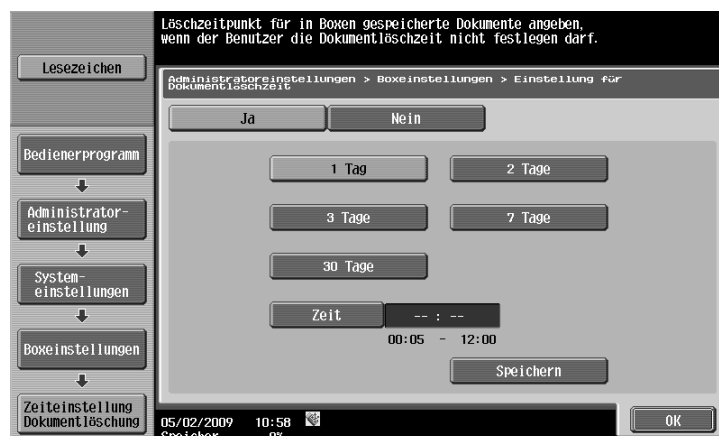 Löschzeitpunkt für in Boxen gespeicherte Dokumente angeben,
wenn der Benutzer die Dokumentlöschzeit nicht festlegen darf.
Lesezeichen
Administratoreinstellungen > Boxeinstellungen > Einstellung für
Dokumentlöschzeit
Ja
Nein
Bedienerprogramm
1 Tag
2 Tage
Administrator-
einstellung
3 Tage
7 Tage
System-
einstellungen
30 Tage
Zeit
-- : --
00:05 - 12:00
Boxeinstellungen
Speichern
Zeiteinstellung
Dokumentlöschung
05/02/2009 10:58
Speicher 0%
OK